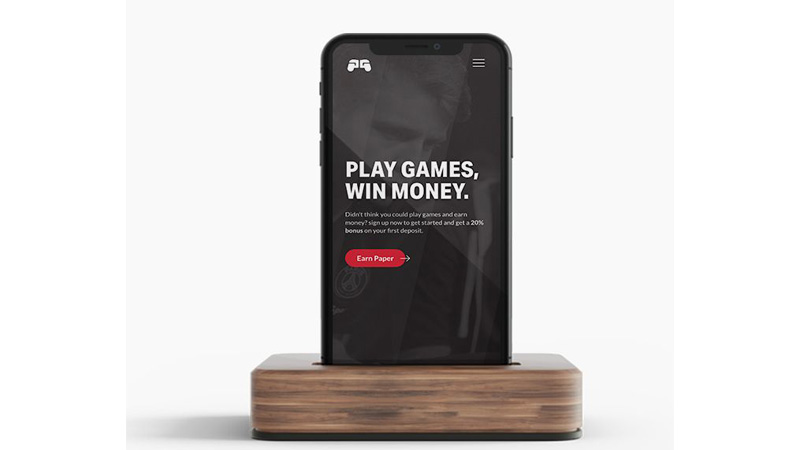 PLAY GAMES,
WIN MONEY.
Didn't think you could play games and earn
money? sign up now to get started and get a 20%
bonus on your first deposit.
Earn Paper